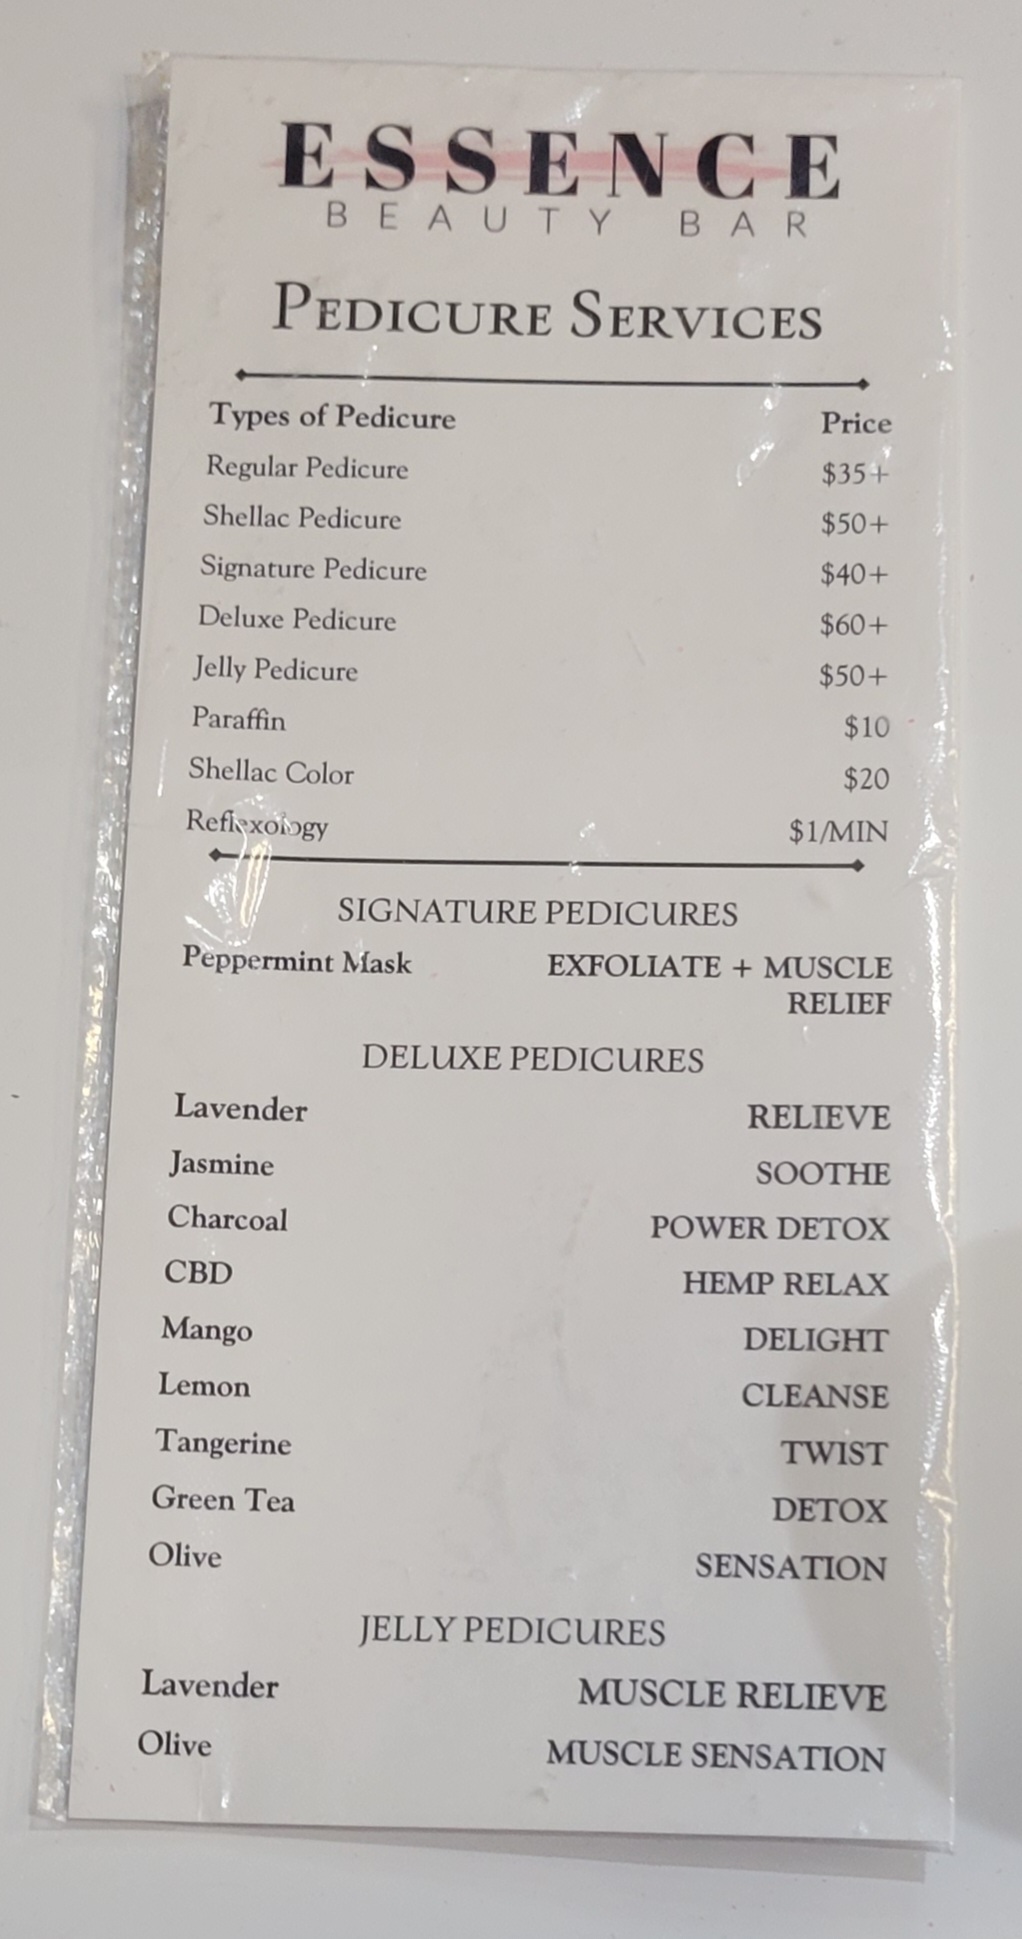 ESSENCE
BEAUTY BAR
PEDICURE SERVICES
Types of Pedicure Price
Regular Pedicure $35+
Shellac Pedicure $50+
Signature Pedicure $40+
Deluxe Pedicure $60+
Jelly Pedicure $50+
Paraffin $10
Shellac Color $20
Reflexology $1/MIN
SIGNATURE PEDICURES
Peppermint Mask EXFOLIATE + MUSCLE
RELIEF
DELUXE PEDICURES
Lavender RELIEVE
Jasmine SOOTHE
Charcoal POWER DETOX
CBD HEMP RELAX
Mango DELIGHT
Lemon CLEANSE
Tangerine TWIST
Green Tea DETOX
Olive SENSATION
JELLY PEDICURES
Lavender MUSCLE RELIEVE
Olive MUSCLE SENSATION